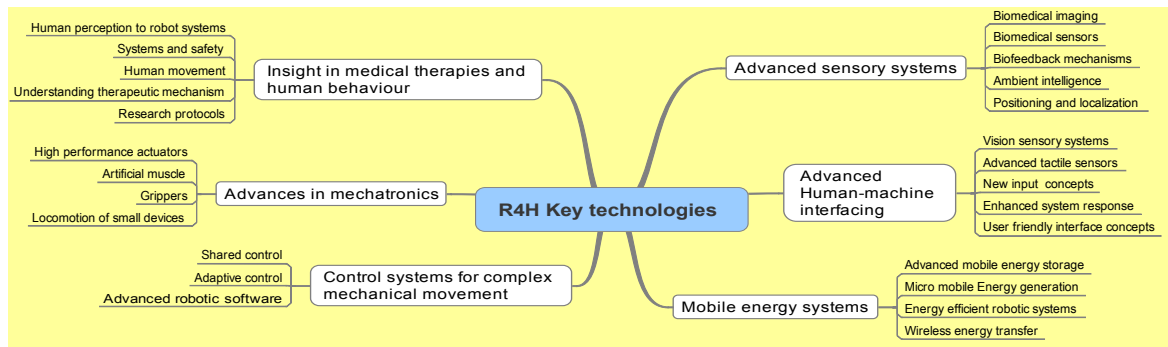 Human perception to robot systems
Systems and safety
Human movement
Understanding therapeutic mechanism
Research protocols
Insight in medical therapies and
human behaviour
High performance actuators
Artificial muscle
Grippers
Locomotion of small devices
Advances in mechatronics
Shared control
Adaptive control
Advanced robotic software
Control systems for complex
mechanical movement
R4H Key technologies
Advanced sensory systems
Biomedical imaging
Biomedical sensors
Biofeedback mechanisms
Ambient intelligence
Positioning and localization
Advanced
Human-machine
interfacing
Vision sensory systems
Advanced tactile sensors
New input concepts
Enhanced system response
User friendly interface concepts
Mobile energy systems
Advanced mobile energy storage
Micro mobile Energy generation
Energy efficient robotic systems
Wireless energy transfer